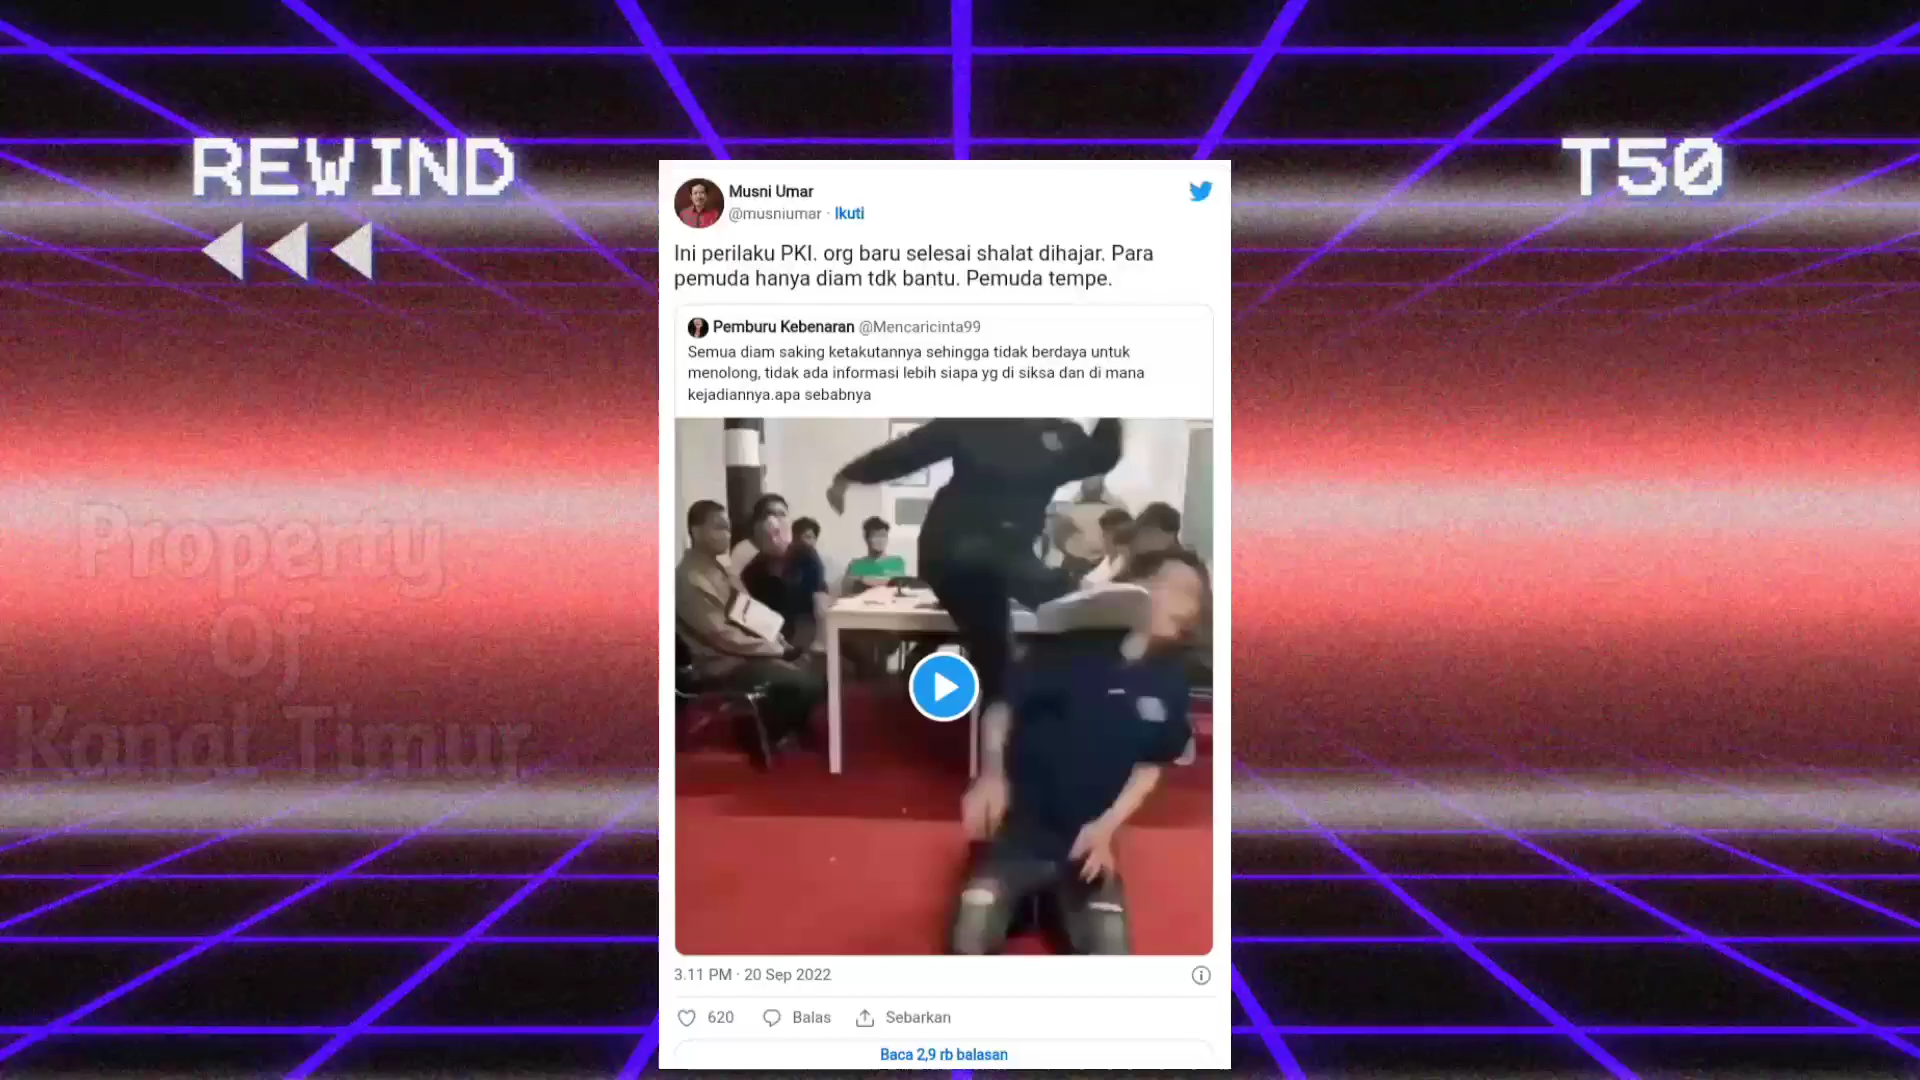 REWIND
T50
Musni Umar
@musniumar · Ikuti
Ini perilaku PKI. org baru selesai shalat dihajar. Para
pemuda hanya diam tdk bantu. Pemuda tempe.
Pemburu Kebenaran @Mencaricinta99
Semua diam saking ketakutannya sehingga tidak berdaya untuk
menolong, tidak ada informasi lebih siapa yg di siksa dan di mana
kejadiannya.apa sebabnya
Property
Of
Kanal Timur
3.11 PM · 20 Sep 2022
620 Balas Sebarkan
Baca 2,9 rb balasan